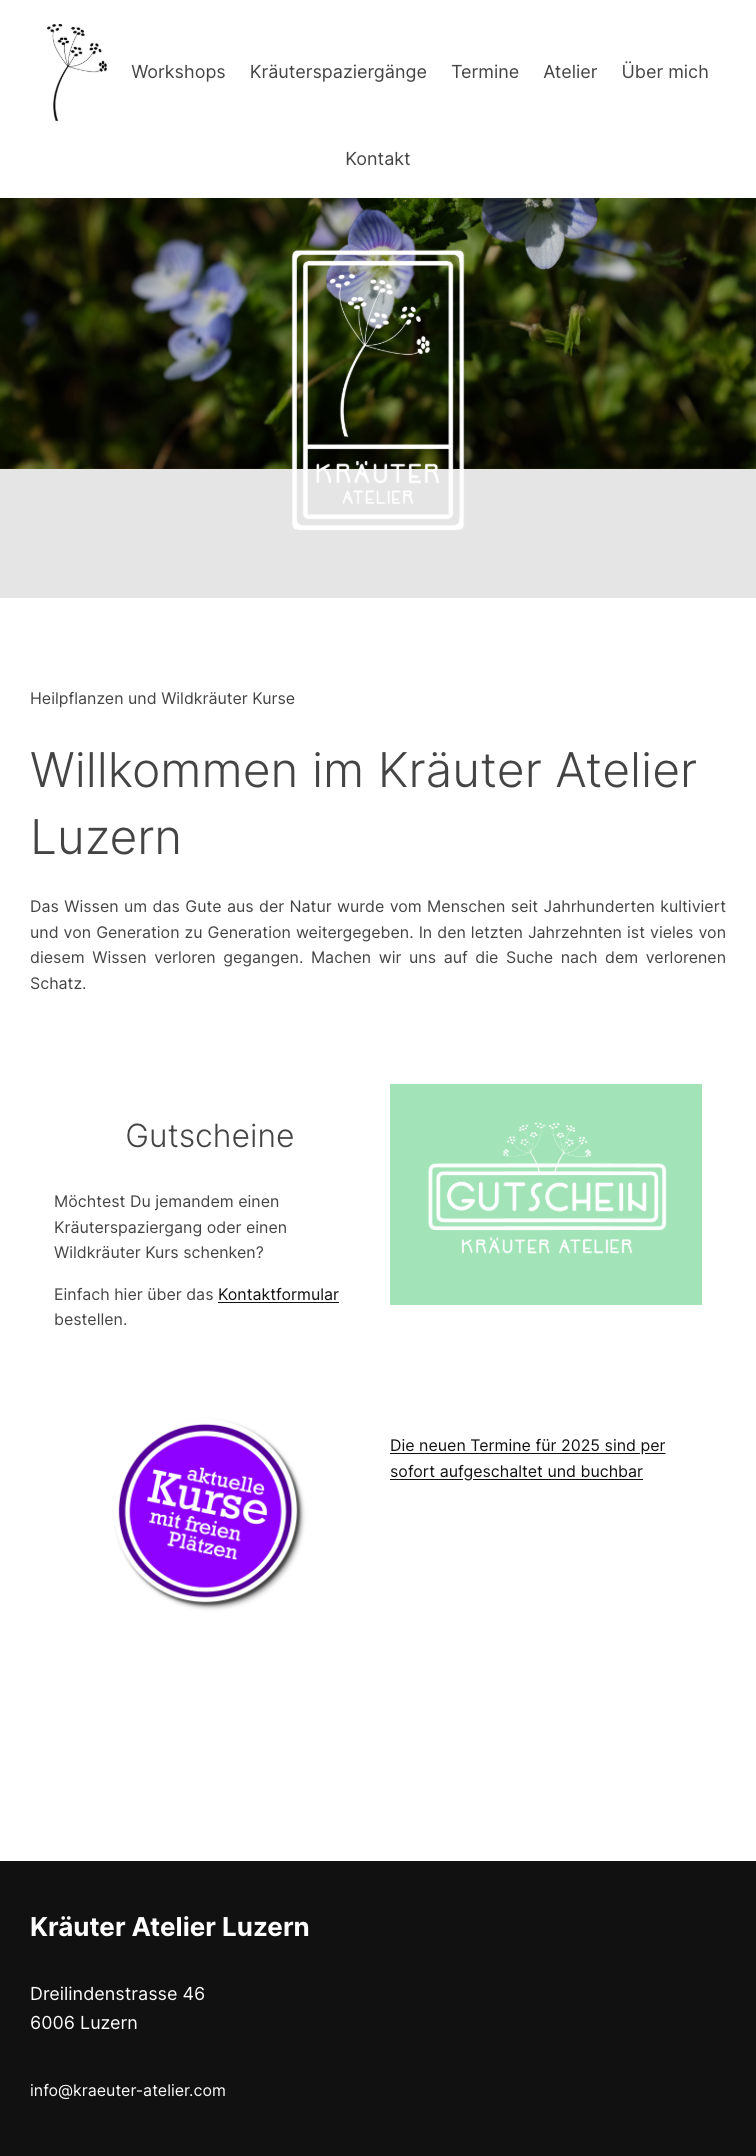 Workshops Kräuterspaziergänge Termine Atelier Über mich
Kontakt
KRÄUTER
ATELIER
Heilpflanzen und Wildkräuter Kurse
Willkommen im Kräuter Atelier
Luzern
Das Wissen um das Gute aus der Natur wurde vom Menschen seit Jahrhunderten kultiviert
und von Generation zu Generation weitergegeben. In den letzten Jahrzehnten ist vieles von
diesem Wissen verloren gegangen. Machen wir uns auf die Suche nach dem verlorenen
Schatz.
Gutscheine
Möchtest Du jemandem einen
Kräuterspaziergang oder einen
Wildkräuter Kurs schenken?
Einfach hier über das Kontaktformular
bestellen.
GUTSCHEIN
KRÄUTER ATELIER
aktuelle
Kurse
mit freien
Plätzen
Die neuen Termine für 2025 sind per
sofort aufgeschaltet und buchbar
Kräuter Atelier Luzern
Dreilindenstrasse 46
6006 Luzern
info@kraeuter-atelier.com